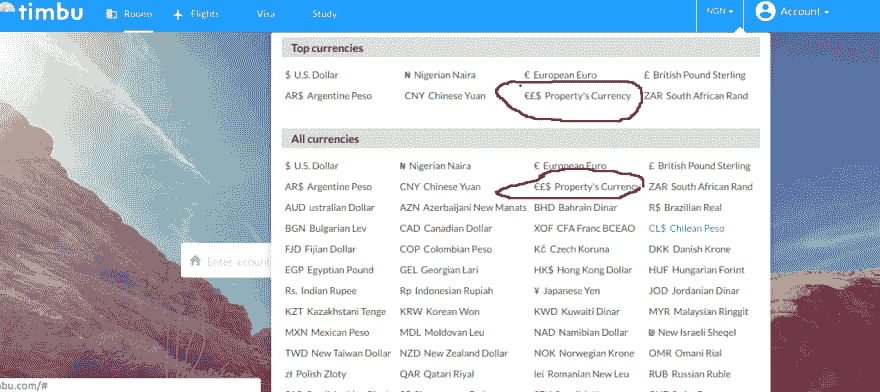 timbu Rooms Flights Visa Study NGN Account
Top currencies
$ U.S. Dollar ₦ Nigerian Naira € European Euro £ British Pound Sterling
AR$ Argentine Peso CNY Chinese Yuan €£$ Property's Currency ZAR South African Rand
All currencies
$ U.S. Dollar ₦ Nigerian Naira € European Euro £ British Pound Sterling
AR$ Argentine Peso CNY Chinese Yuan €£$ Property's Currency ZAR South African Rand
AUD ustralian Dollar AZN Azerbaijani New Manats BHD Bahrain Dinar R$ Brazilian Real
BGN Bulgarian Lev CAD Canadian Dollar XOF CFA Franc BCEAO CL$ Chilean Peso
FJD Fijian Dollar COP Colombian Peso Kč Czech Koruna DKK Danish Krone
Enter a count
EGP Egyptian Pound GEL Georgian Lari HK$ Hong Kong Dollar HUF Hungarian Forint
Rs. Indian Rupee Rp Indonesian Rupiah ¥ Japanese Yen JOD Jordanian Dinar
KZT Kazakhstani Tenge KRW Korean Won KWD Kuwaiti Dinar MYR Malaysian Ringgit
MXN Mexican Peso MDL Moldovan Leu NAD Namibian Dollar ₪ New Israeli Sheqel
TWD New Taiwan Dollar NZD New Zealand Dollar NOK Norwegian Krone OMR Omani Rial
zł Polish Zloty QAR Qatari Riyal lei Romanian New Leu RUB Russian Ruble
mbu.com/#